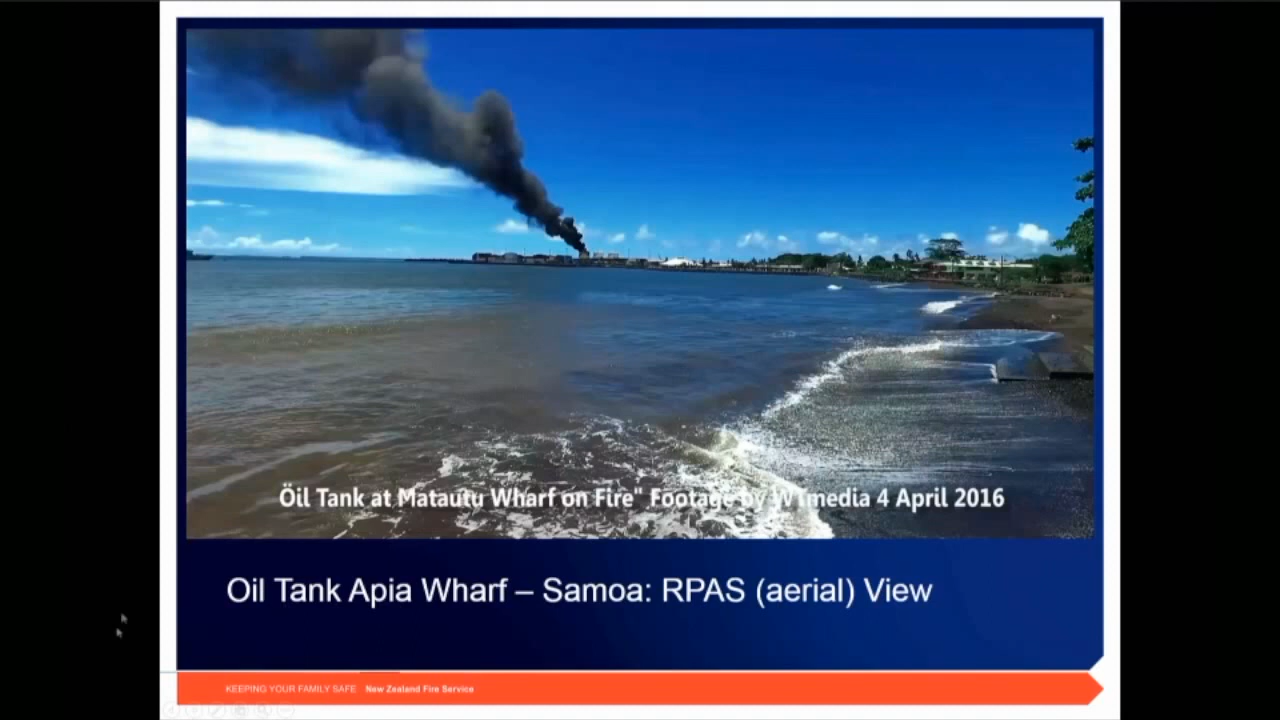 Öil Tank at Matautu Wharf on Fire" Footage by WTmedia 4 April 2016
Oil Tank Apia Wharf – Samoa: RPAS (aerial) View
KEEPING YOUR FAMILY SAFE New Zealand Fire Service